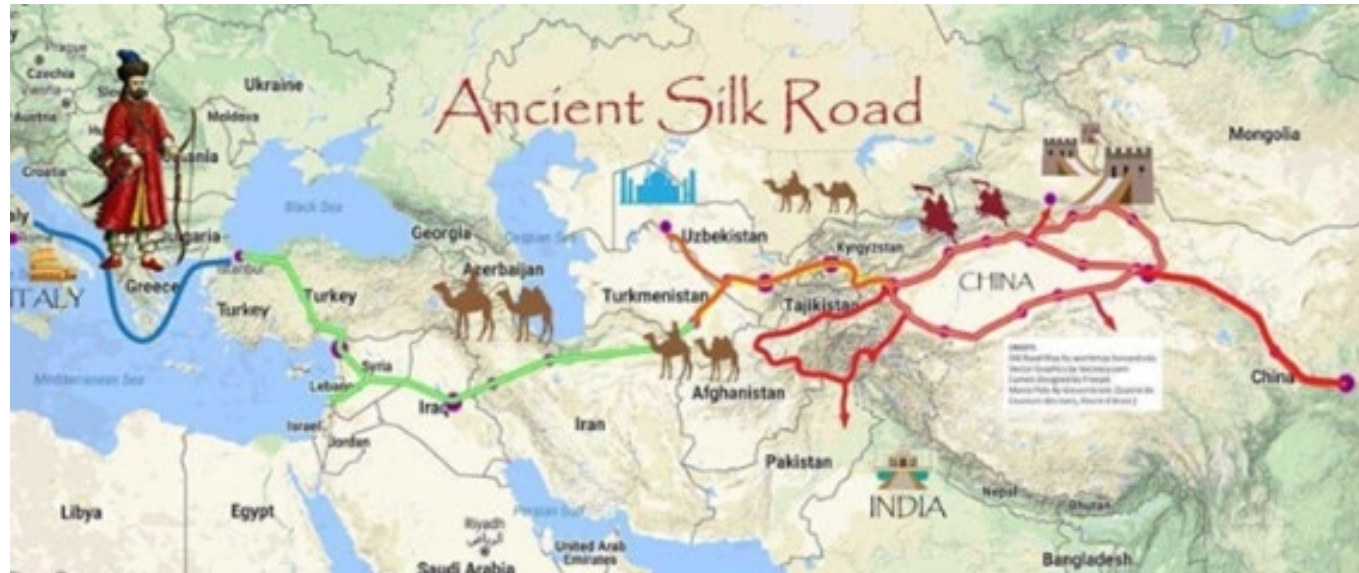 Prague
Czechia
Vienna
Austria
Ukraine
Moldova
Croatia
Ancient Silk Road
Mongolia
Black Sea
Georgia
Caspian Sea
Uzbekistan
Kyrgyzstan
Bulgaria
Istanbul
Azerbaijan
ITALY
Greece
Turkey
Turkey
Turkmenistan
Tajikistan
CHINA
Mediterranean Sea
Syria
Iraq
Afghanistan
China
Israel
Jordan
Iran
Pakistan
INDIA
Nepal
Bhutan
Libya
Egypt
Persian Gulf
Riyadh
الرياض
United Arab
Emirates
Saudi Arabia
Bangladesh